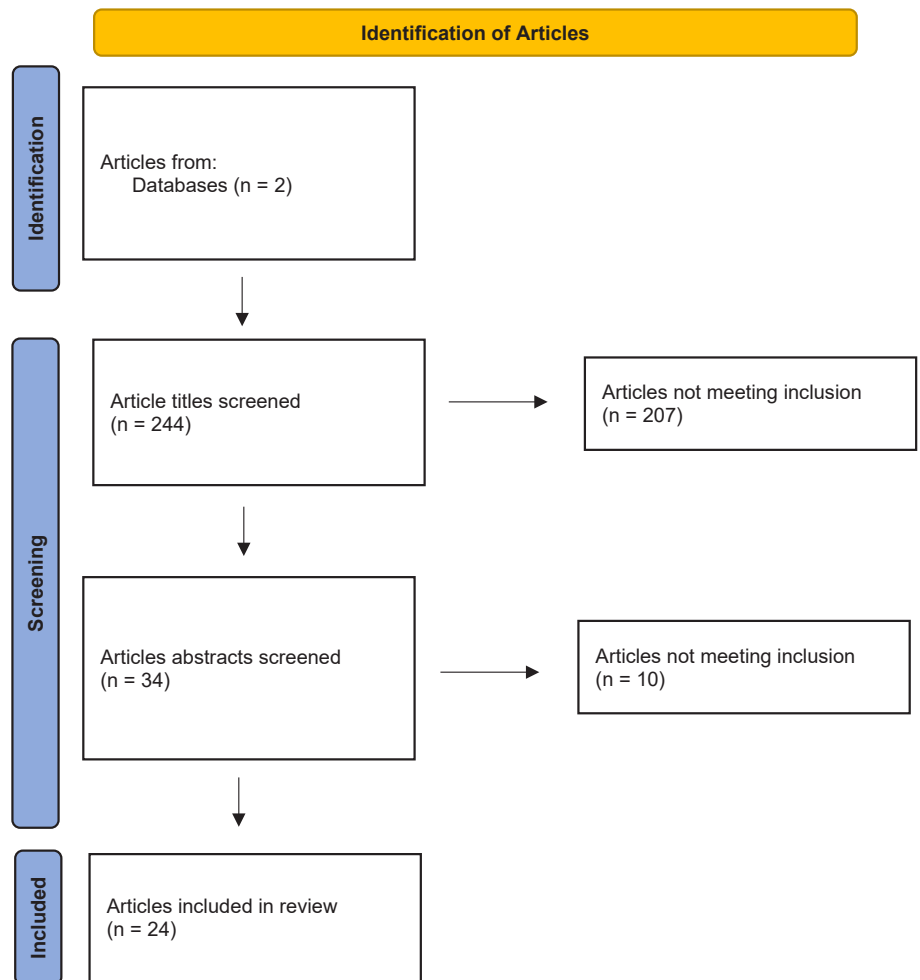 Identification of Articles
Identification
Articles from:
Databases (n = 2)
Screening
Article titles screened
(n = 244)
Articles not meeting inclusion
(n = 207)
Articles abstracts screened
(n = 34)
Articles not meeting inclusion
(n = 10)
Included
Articles included in review
(n = 24)